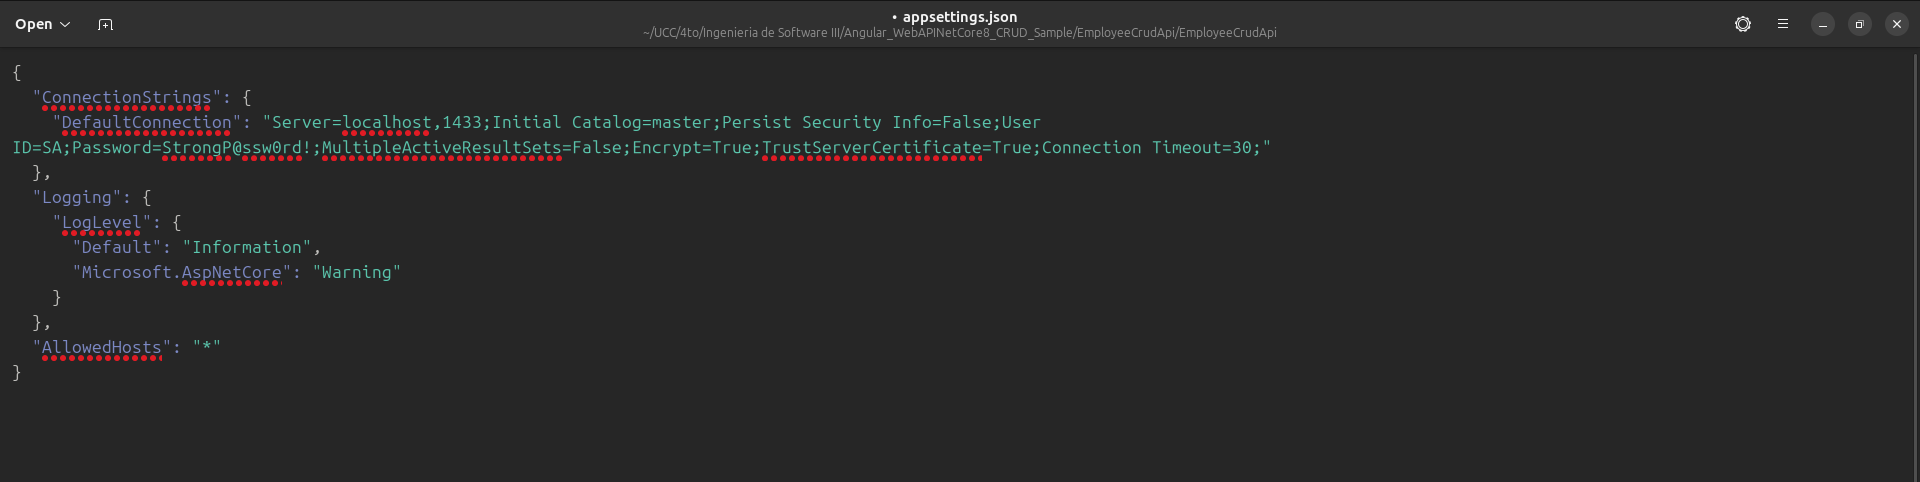 Open
• appsettings.json
~/UCC/4to/Ingenieria de Software III/Angular_WebAPINetCore8_CRUD_Sample/EmployeeCrudApi/EmployeeCrudApi
{
  "ConnectionStrings": {
    "DefaultConnection": "Server=localhost,1433;Initial Catalog=master;Persist Security Info=False;User
ID=SA;Password=StrongP@ssw0rd!;MultipleActiveResultSets=False;Encrypt=True;TrustServerCertificate=True;Connection Timeout=30;"
  },
  "Logging": {
    "LogLevel": {
      "Default": "Information",
      "Microsoft.AspNetCore": "Warning"
    }
  },
  "AllowedHosts": "*"
}